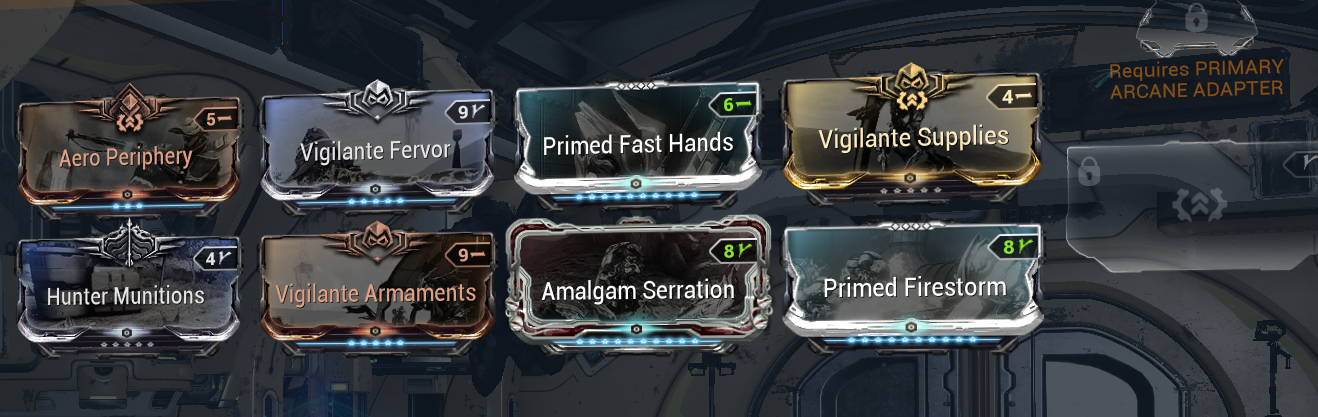 Requires PRIMARY
ARCANE ADAPTER
5
Aero Periphery
9
Vigilante Fervor
6
Primed Fast Hands
4
Vigilante Supplies
4
Hunter Munitions
9
Vigilante Armaments
8
Amalgam Serration
8
Primed Firestorm